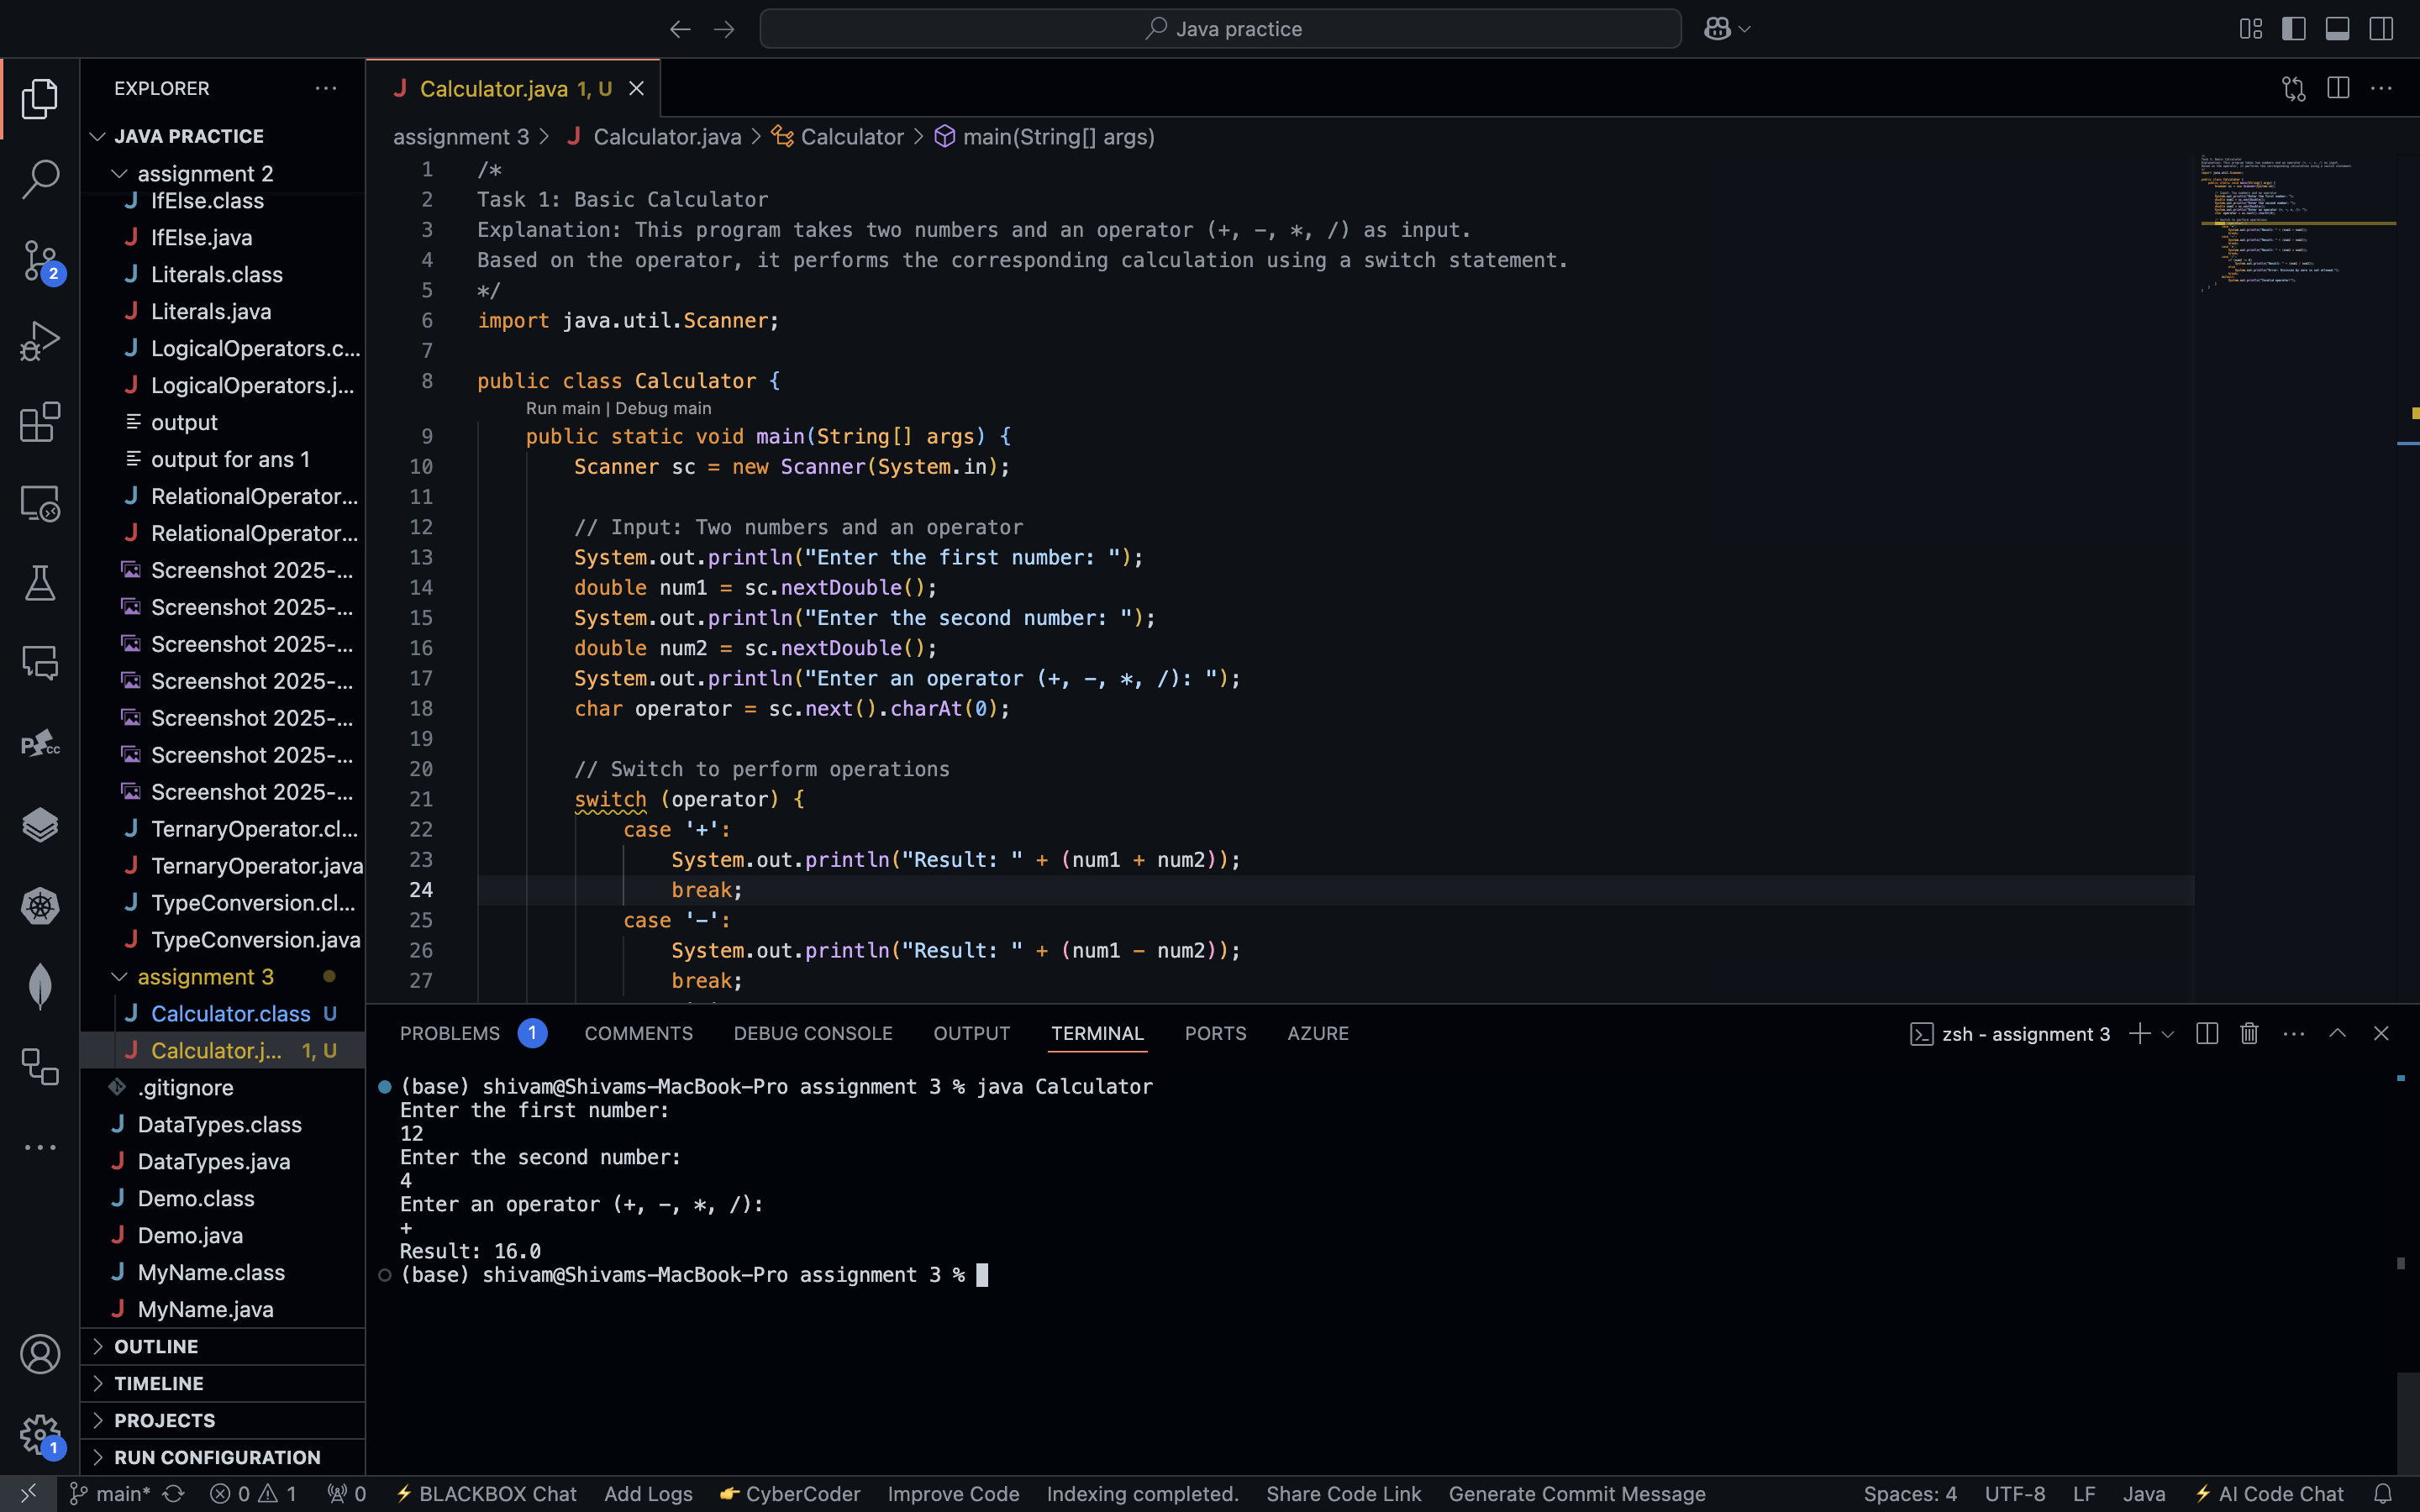 Java practice
EXPLORER
JAVA PRACTICE
assignment 2
IfElse.class
IfElse.java
Literals.class
Literals.java
LogicalOperators.c...
LogicalOperators.j...
output
output for ans 1
RelationalOperator...
RelationalOperator...
Screenshot 2025-...
Screenshot 2025-...
Screenshot 2025-...
Screenshot 2025-...
Screenshot 2025-...
Screenshot 2025-...
Screenshot 2025-...
TernaryOperator.cl...
TernaryOperator.java
TypeConversion.cl...
TypeConversion.java
assignment 3
Calculator.class U
Calculator.j... 1, U
.gitignore
DataTypes.class
DataTypes.java
Demo.class
Demo.java
MyName.class
MyName.java
OUTLINE
TIMELINE
PROJECTS
RUN CONFIGURATION
2
1
Calculator.java 1, U
assignment 3 > Calculator.java > Calculator > main(String[] args)
1 /*
2 Task 1: Basic Calculator
3 Explanation: This program takes two numbers and an operator (+, -, *, /) as input.
4 Based on the operator, it performs the corresponding calculation using a switch statement.
5 */
6 import java.util.Scanner;
7
8 public class Calculator {
Run main | Debug main
9 public static void main(String[] args) {
10 Scanner sc = new Scanner(System.in);
11
12 // Input: Two numbers and an operator
13 System.out.println("Enter the first number: ");
14 double num1 = sc.nextDouble();
15 System.out.println("Enter the second number: ");
16 double num2 = sc.nextDouble();
17 System.out.println("Enter an operator (+, -, *, /): ");
18 char operator = sc.next().charAt(0);
19
20 // Switch to perform operations
21 switch (operator) {
22 case '+':
23 System.out.println("Result: " + (num1 + num2));
24 break;
25 case '-':
26 System.out.println("Result: " + (num1 - num2));
27 break;
PROBLEMS 1 COMMENTS DEBUG CONSOLE OUTPUT TERMINAL PORTS AZURE
zsh - assignment 3
(base) shivam@Shivams-MacBook-Pro assignment 3 % java Calculator
Enter the first number:
12
Enter the second number:
4
Enter an operator (+, -, *, /):
+
Result: 16.0
(base) shivam@Shivams-MacBook-Pro assignment 3 %
main* 0 1 0 BLACKBOX Chat Add Logs CyberCoder Improve Code Indexing completed. Share Code Link Generate Commit Message Spaces: 4 UTF-8 LF Java AI Code Chat